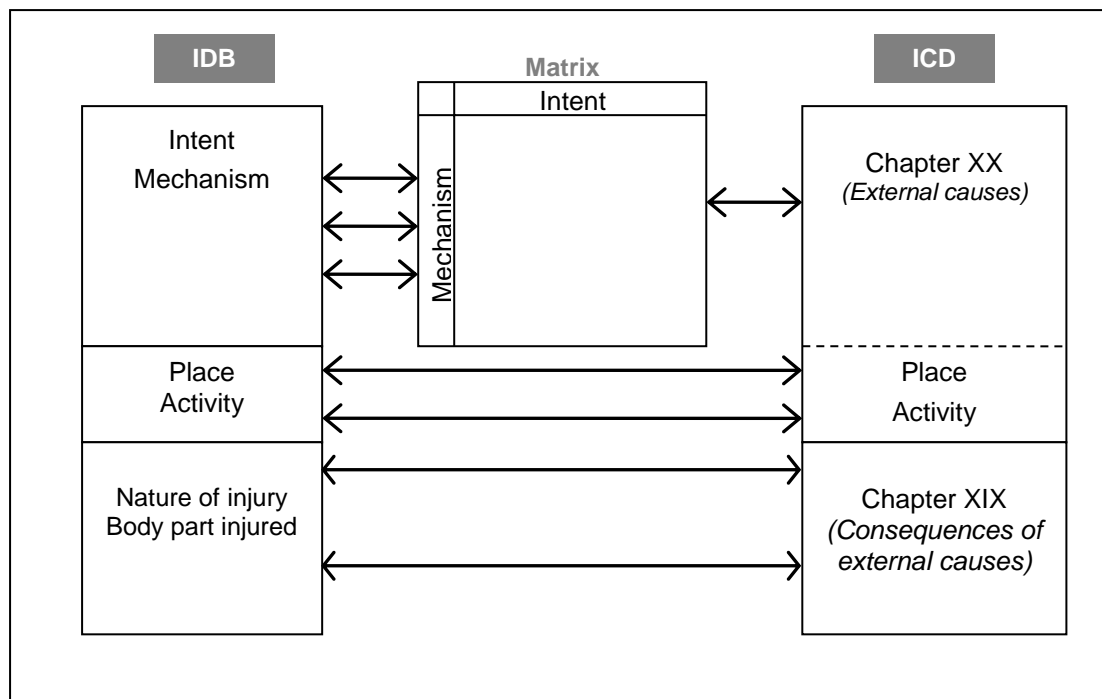 IDB
Matrix
ICD
Intent
Mechanism
Intent
Mechanism
Chapter XX
(External causes)
Place
Activity
Place
Activity
Nature of injury
Body part injured
Chapter XIX
(Consequences of
external causes)